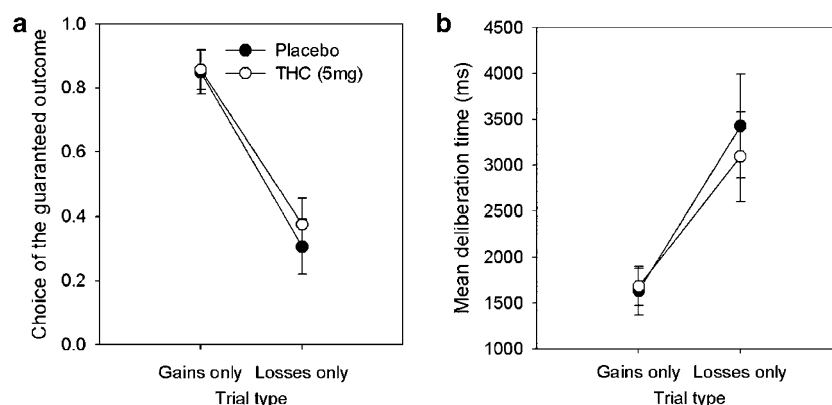 a
Choice of the guaranteed outcome
1.0
0.8
0.6
0.4
0.2
0.0
Placebo
THC (5mg)
Gains only Losses only
Trial type
b
Mean deliberation time (ms)
4500
4000
3500
3000
2500
2000
1500
1000
Gains only Losses only
Trial type